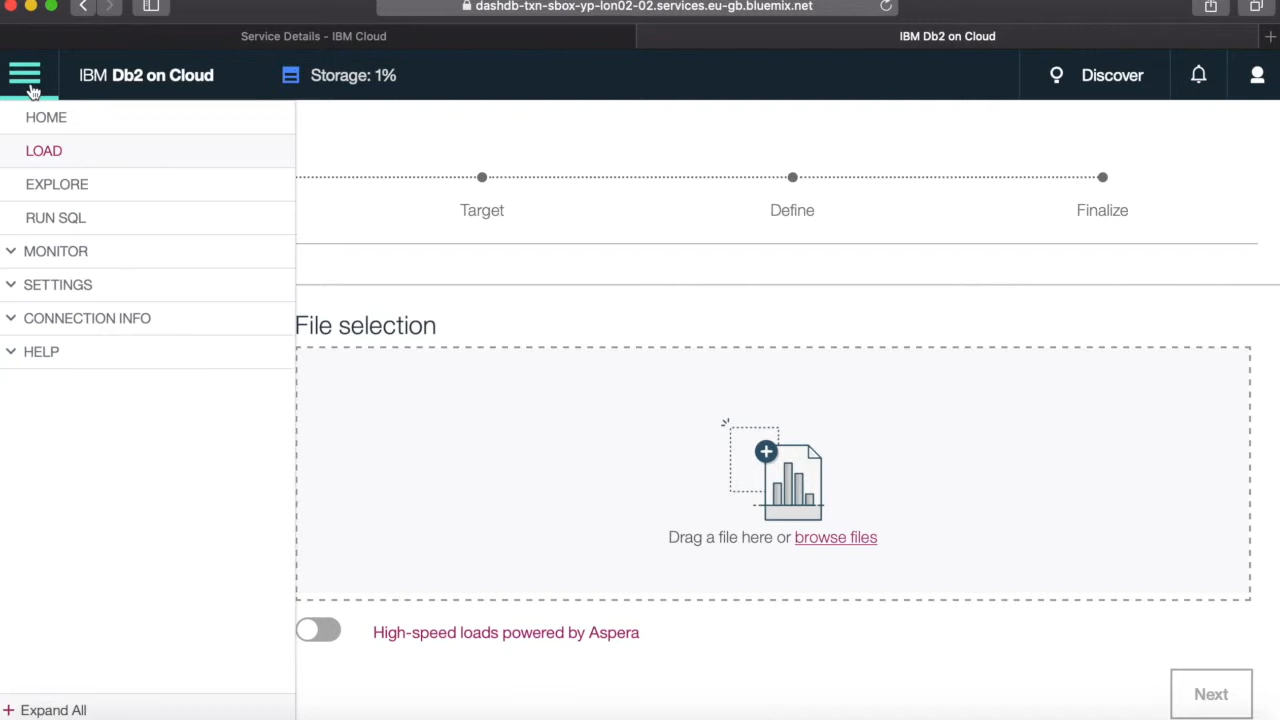 dashdb-txn-sbox-yp-lon02-02.services.eu-gb.bluemix.net
Service Details - IBM Cloud
IBM Db2 on Cloud
IBM Db2 on Cloud
Storage: 1%
Discover
HOME
LOAD
EXPLORE
RUN SQL
MONITOR
SETTINGS
CONNECTION INFO
HELP
Expand All
Target
Define
Finalize
File selection
Drag a file here or browse files
High-speed loads powered by Aspera
Next